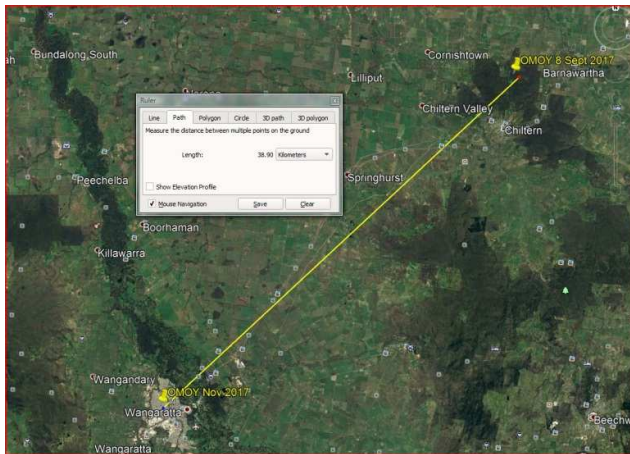 Bundalong South
Cornishtown
OMOY 8 Sept 2017
Barnawartha
Lilliput
Ruler
Line Path Polygon Circle 3D path 3D polygon
Measure the distance between multiple points on the ground
Length: 38.90 Kilometers
Show Elevation Profile
Mouse Navigation Save Clear
Chiltern Valley
Chiltern
Peechelba
Springhurst
Boorhaman
Killawarra
Wangandary
OMOY Nov 2017
Wangaratta
Wangaratta
Beechw